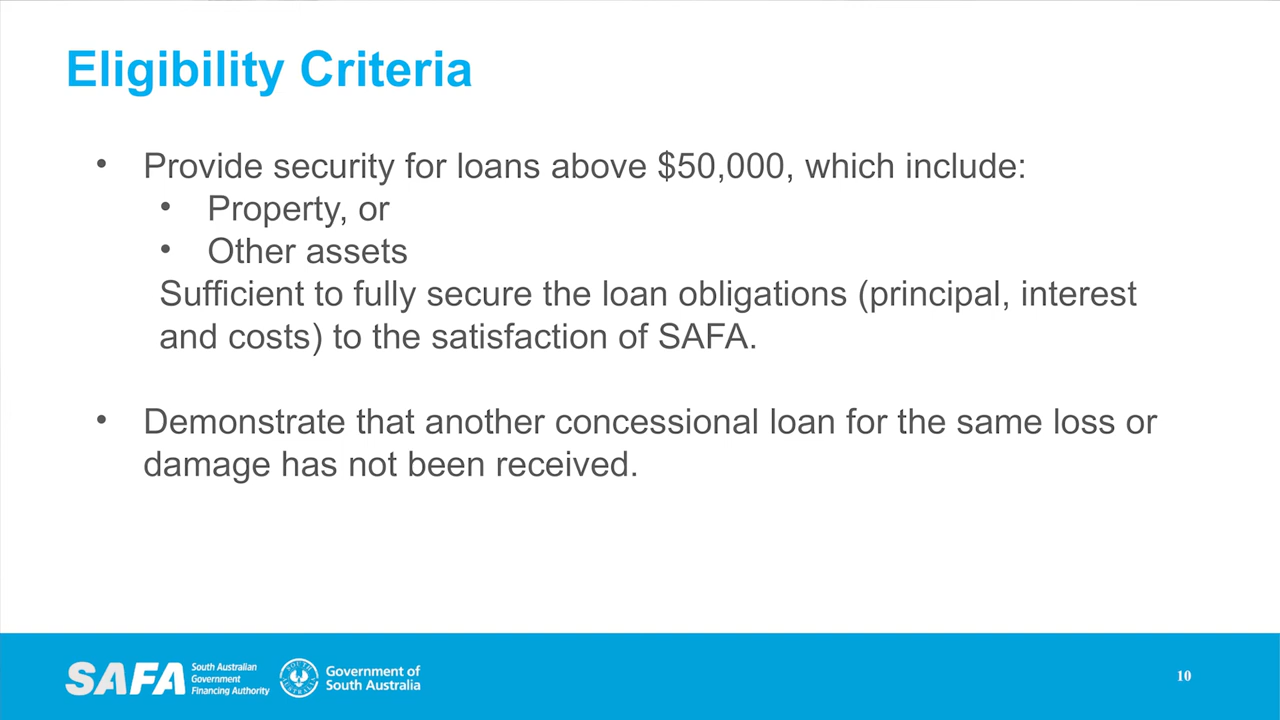 Eligibility Criteria
• Provide security for loans above $50,000, which include:
• Property, or
• Other assets
Sufficient to fully secure the loan obligations (principal, interest
and costs) to the satisfaction of SAFA.
• Demonstrate that another concessional loan for the same loss or
damage has not been received.
SAFA
South Australian
Government
Financing Authority
SOUTH AUSTRALIA
Government of
South Australia
10